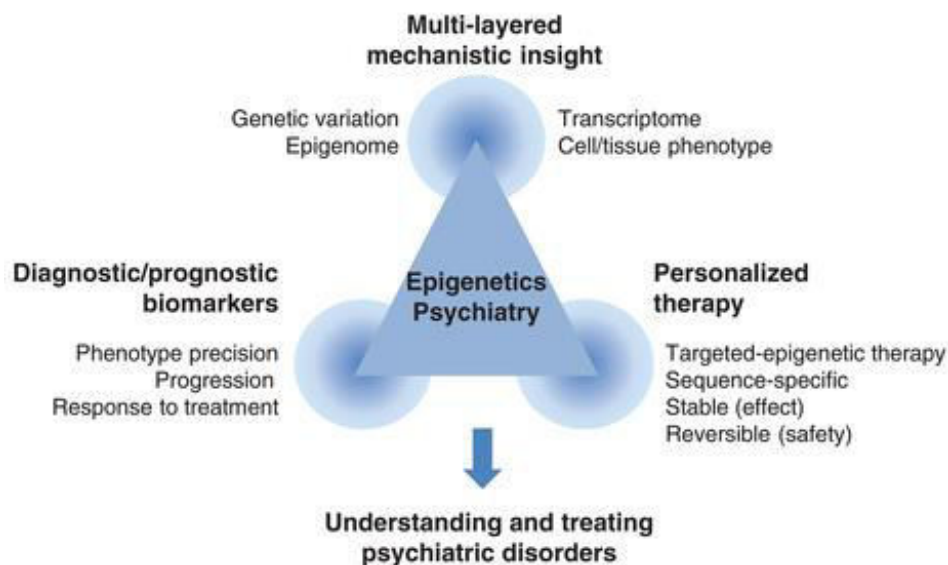 Multi-layered
mechanistic insight
Genetic variation
Epigenome
Transcriptome
Cell/tissue phenotype
Diagnostic/prognostic
biomarkers
Phenotype precision
Progression
Response to treatment
Epigenetics
Psychiatry
Personalized
therapy
Targeted-epigenetic therapy
Sequence-specific
Stable (effect)
Reversible (safety)
Understanding and treating
psychiatric disorders